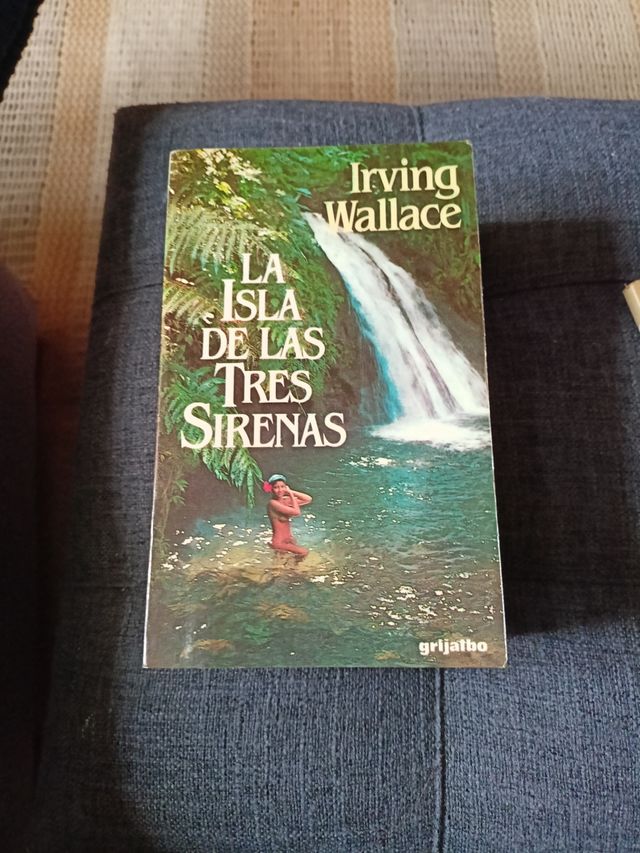 Irving
Wallace
LA
ISLA
DE LAS
TRES
SIRENAS
grijalbo